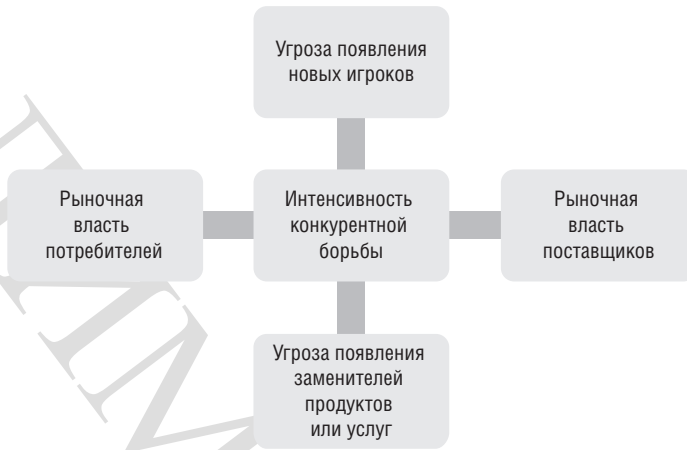 Угроза появления
новых игроков
Рыночная
власть
потребителей
Интенсивность
конкурентной
борьбы
Рыночная
власть
поставщиков
Угроза появления
заменителей
продуктов
или услуг